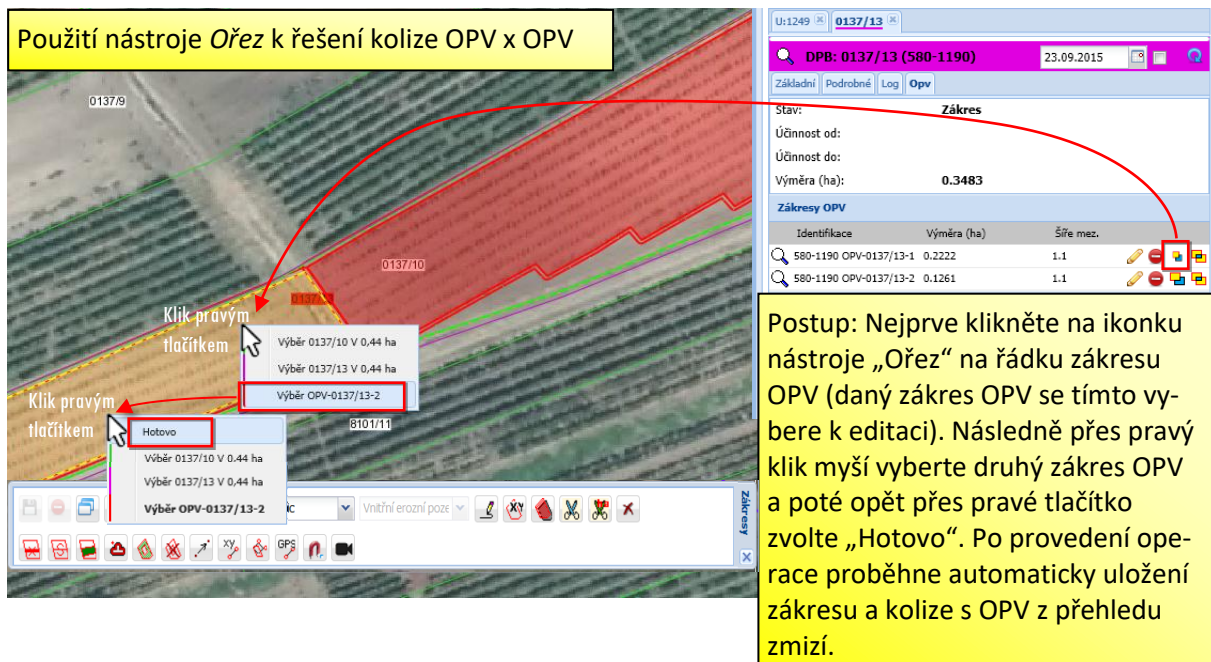 Použití nástroje Ořez k řešení kolize OPV x OPV
U:1249
0137/13
DPB: 0137/13 (580-1190)
23.09.2015
Základní Podrobné Log Opv
Stav: Zákres
Účinnost od:
Účinnost do:
Výměra (ha): 0.3483
Zákresy OPV
Identifikace Výměra (ha) Šíře mez.
580-1190 OPV-0137/13-1 0.2222 1.1
580-1190 OPV-0137/13-2 0.1261 1.1
0137/9
0137/10
0137/13
Klik pravým
tlačítkem
Výběr 0137/10 V 0,44 ha
Výběr 0137/13 V 0,44 ha
Výběr OPV-0137/13-2
8101/11
Klik pravým
tlačítkem
Hotovo
Výběr 0137/10 V 0.44 ha
Výběr 0137/13 V 0,44 ha
Výběr OPV-0137/13-2
ic
Vnitřní erozní poze
XY
XY
GPS
Zákresy
Postup: Nejprve klikněte na ikonku
nástroje „Ořez“ na řádku zákresu
OPV (daný zákres OPV se tímto vy-
bere k editaci). Následně přes pravý
klik myší vyberte druhý zákres OPV
a poté opět přes pravé tlačítko
zvolte „Hotovo“. Po provedení ope-
race proběhne automaticky uložení
zákresu a kolize s OPV z přehledu
zmizí.